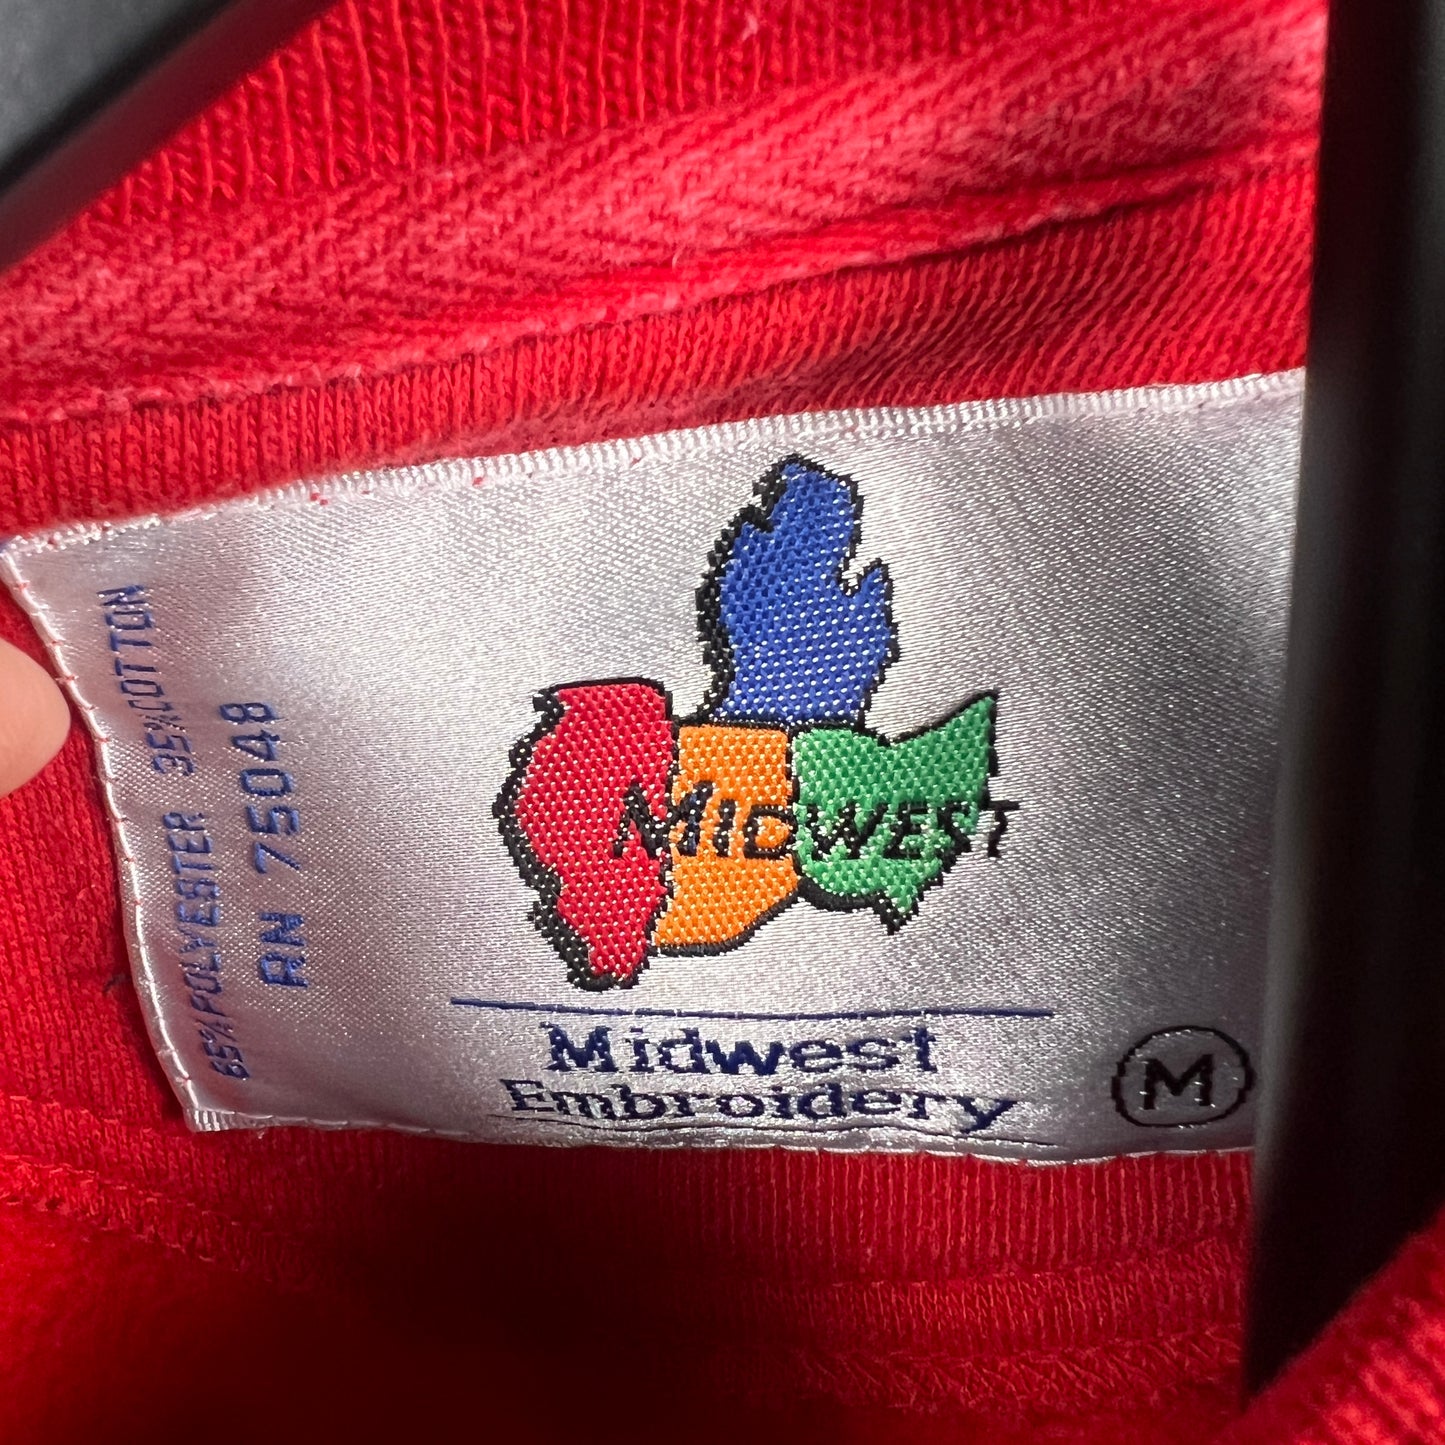 65% POLYESTER 35% COTTON
RN 75048
MIDWEST
Midwest
Embroidery
M